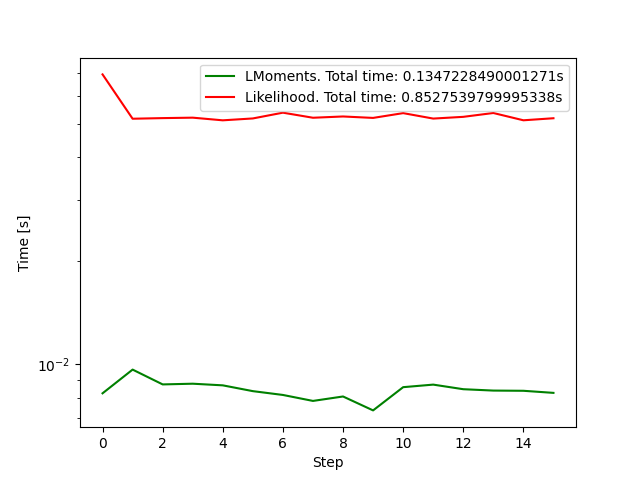 LMoments. Total time: 0.1347228490001271s
Likelihood. Total time: 0.8527539799995338s
Time [s]
10⁻²
0 2 4 6 8 10 12 14
Step